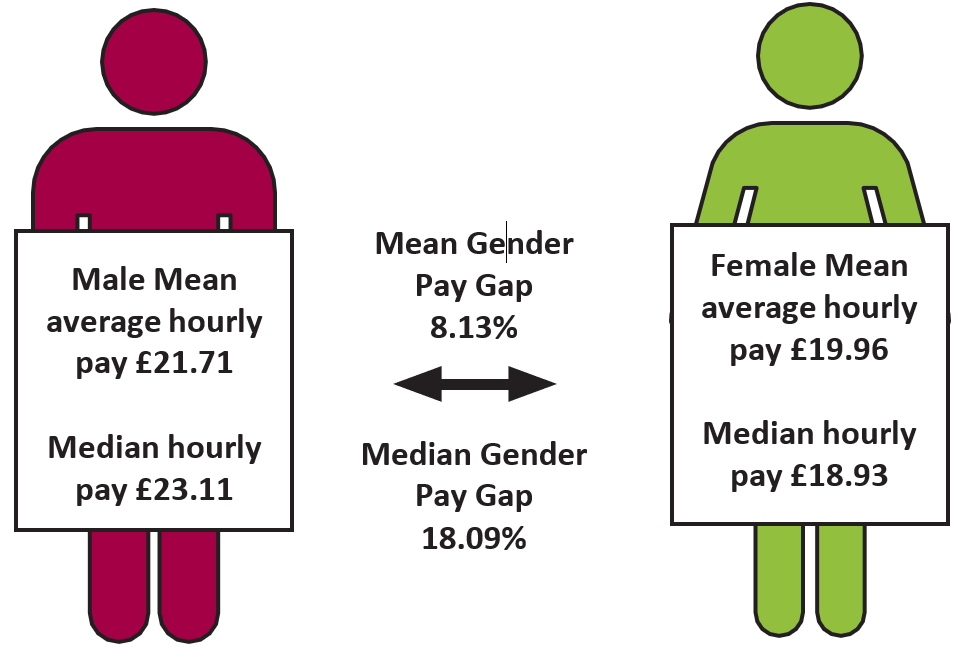 Male Mean
average hourly
pay £21.71
Median hourly
pay £23.11
Mean Gender
Pay Gap
8.13%
Median Gender
Pay Gap
18.09%
Female Mean
average hourly
pay £19.96
Median hourly
pay £18.93